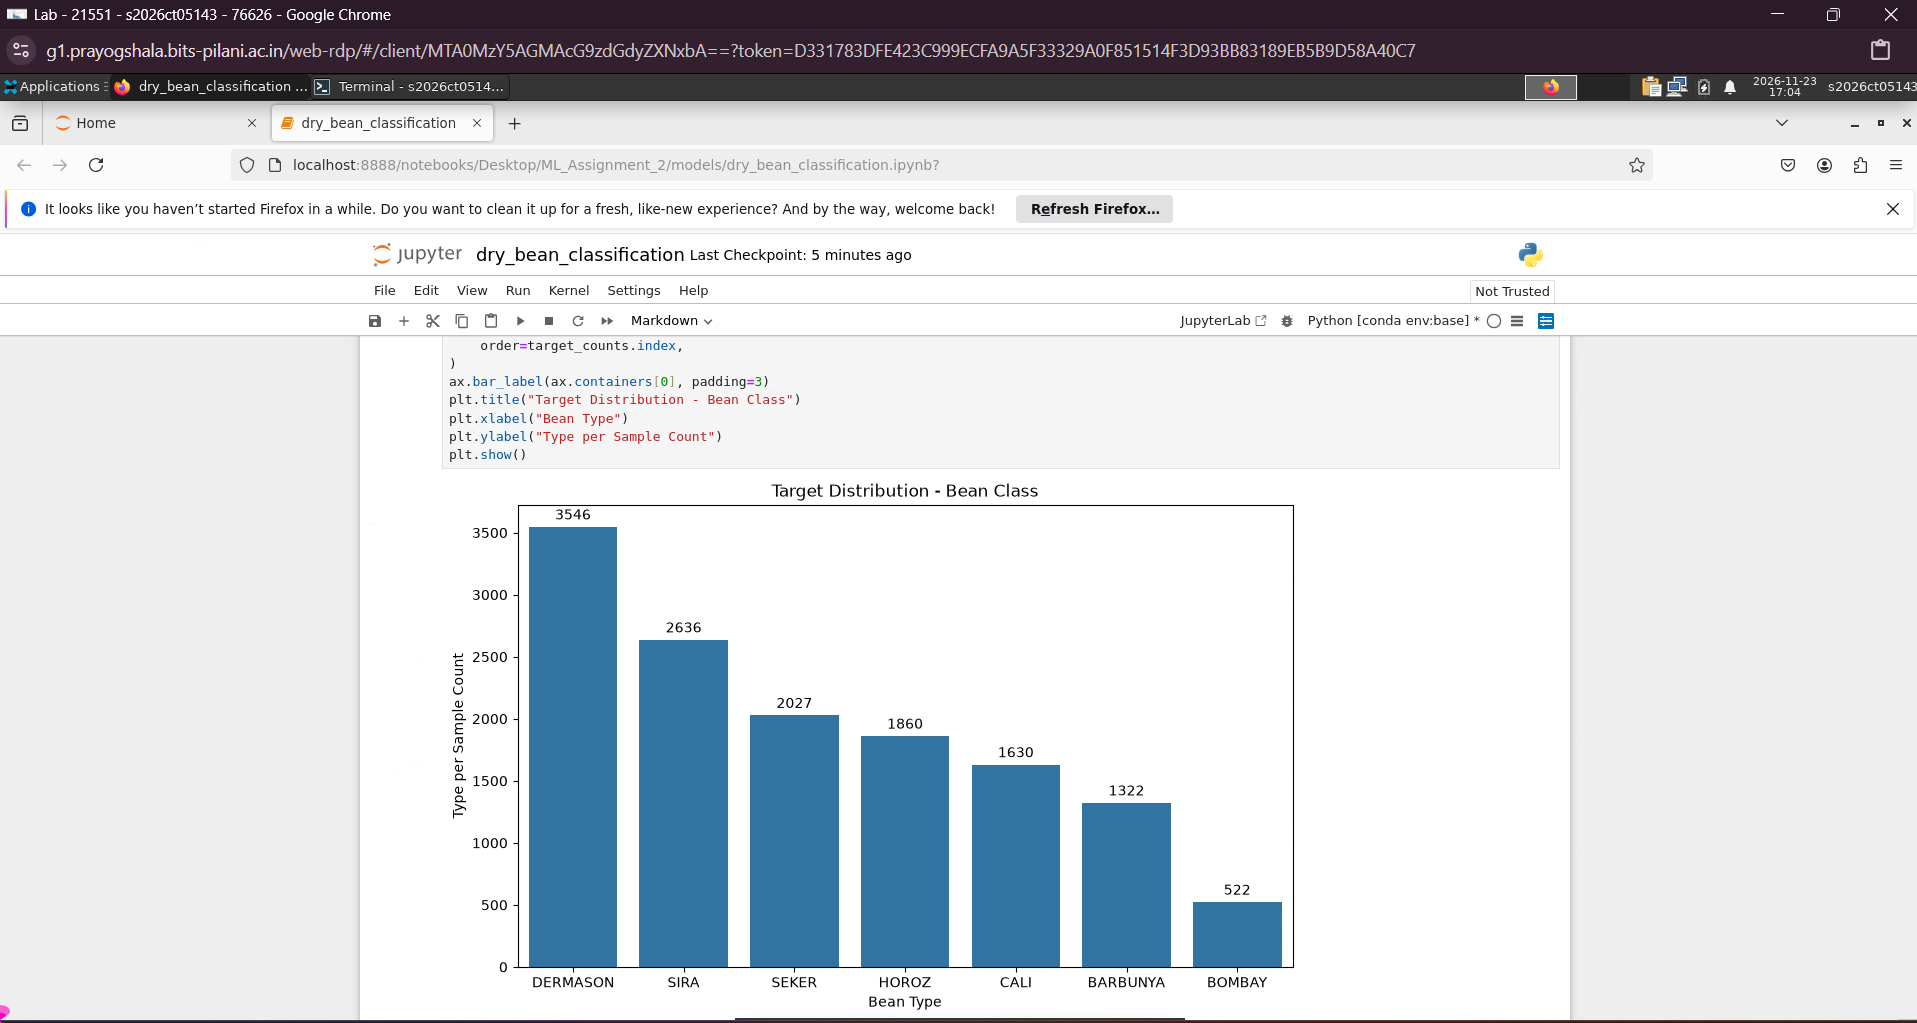 Lab - 21551 - s2026ct05143 - 76626 - Google Chrome
g1.prayogshala.bits-pilani.ac.in/web-rdp/#/client/MTA0MzY5AGMAcG9zdGdyZXNxbA==?token=D331783DFE423C999ECFA9A5F33329A0F851514F3D93BB83189EB5B9D58A40C7
Applications dry_bean_classification ... Terminal - s2026ct0514... 2026-11-23 17:04 s2026ct05143
Home dry_bean_classification
localhost:8888/notebooks/Desktop/ML_Assignment_2/models/dry_bean_classification.ipynb?
It looks like you haven’t started Firefox in a while. Do you want to clean it up for a fresh, like-new experience? And by the way, welcome back! Refresh Firefox...
jupyter dry_bean_classification Last Checkpoint: 5 minutes ago
File Edit View Run Kernel Settings Help Not Trusted
Markdown JupyterLab Python [conda env:base] *
order=target_counts.index,
)
ax.bar_label(ax.containers[0], padding=3)
plt.title("Target Distribution - Bean Class")
plt.xlabel("Bean Type")
plt.ylabel("Type per Sample Count")
plt.show()
Target Distribution - Bean Class
3546
3500
3000
2636
2500
2027
2000
1860
1630
1500
1322
1000
522
500
0
Type per Sample Count
DERMASON SIRA SEKER HOROZ CALI BARBUNYA BOMBAY
Bean Type